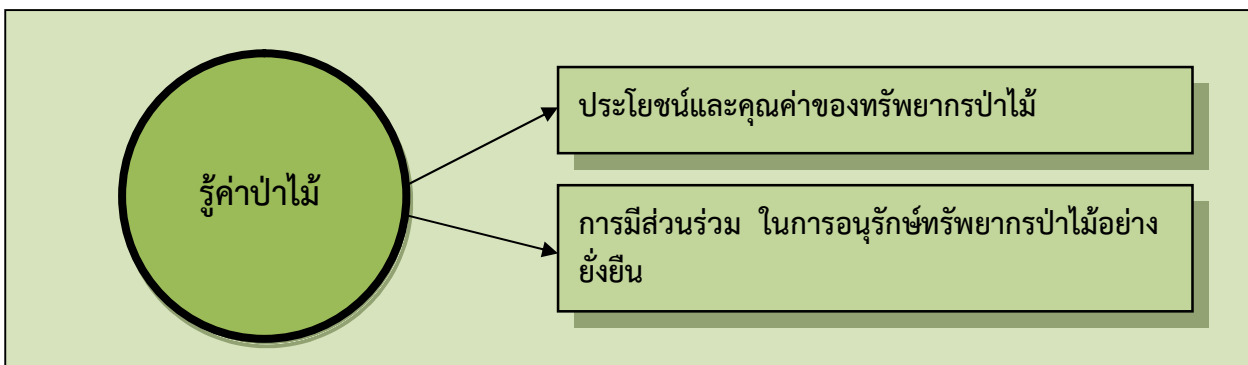 รู้ค่าป่าไม้
ประโยชน์และคุณค่าของทรัพยากรป่าไม้
การมีส่วนร่วม ในการอนุรักษ์ทรัพยากรป่าไม้อย่าง
ยั่งยืน